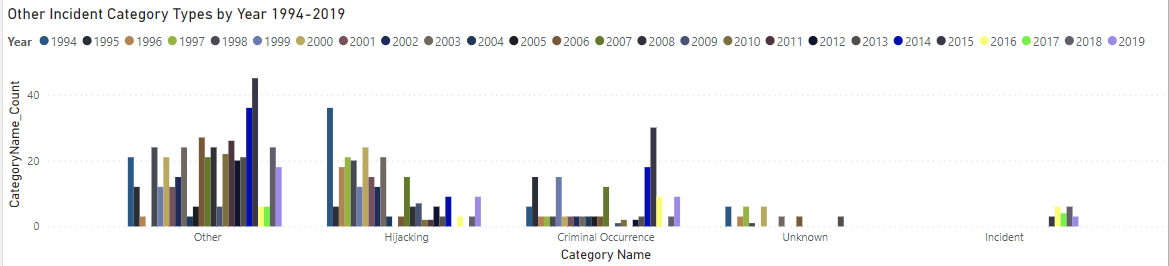 Other Incident Category Types by Year 1994-2019
Year 1994 1995 1996 1997 1998 1999 2000 2001 2002 2003 2004 2005 2006 2007 2008 2009 2010 2011 2012 2013 2014 2015 2016 2017 2018 2019
CategoryName_Count
40
20
0
Other Hijacking Criminal Occurrence Unknown Incident
Category Name